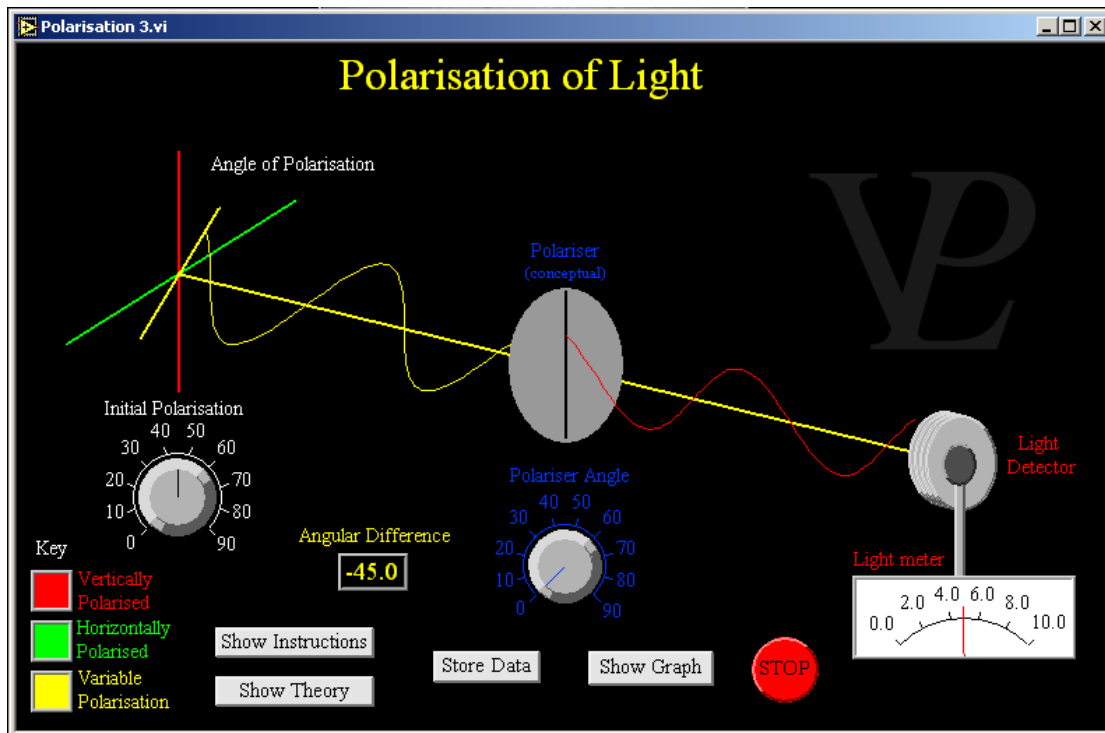 Polarisation 3.vi
Polarisation of Light
Angle of Polarisation
VPL
Polariser
(conceptual)
Initial Polarisation
0 10 20 30 40 50 60 70 80 90
Light
Detector
Polariser Angle
0 10 20 30 40 50 60 70 80 90
Angular Difference
-45.0
Key
Vertically
Polarised
Horizontally
Polarised
Variable
Polarisation
Show Instructions
Show Theory
Store Data
Show Graph
STOP
Light meter
0.0 2.0 4.0 6.0 8.0 10.0